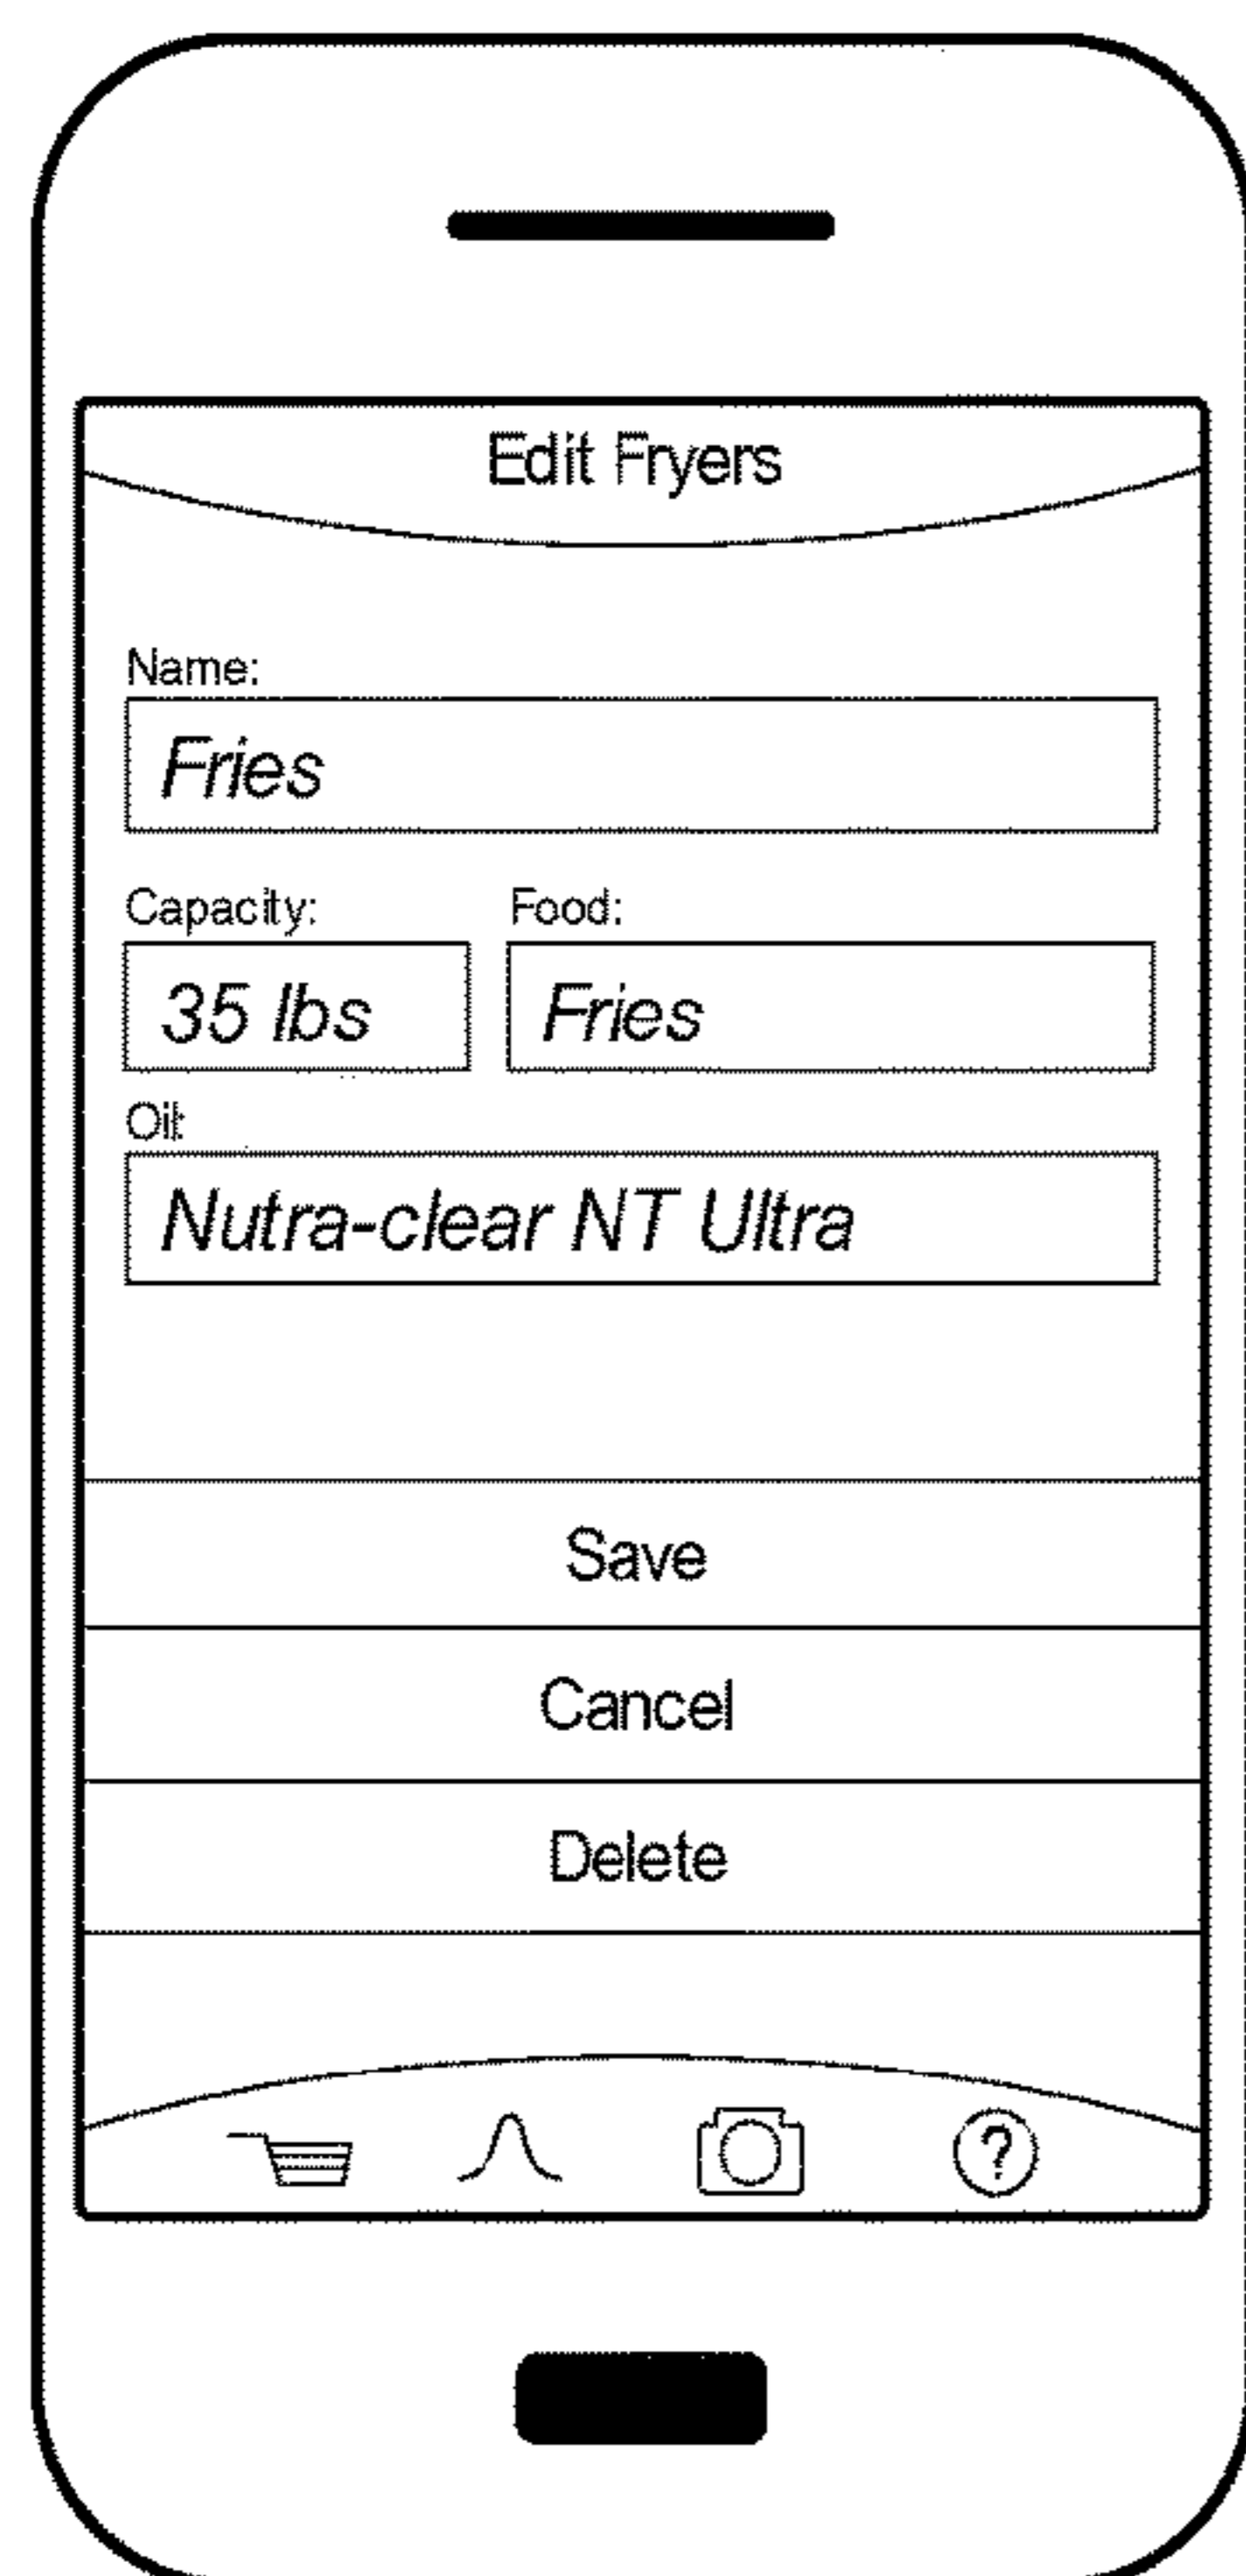 Edit Fryers
Name:
Fries
Capacity: Food:
35 lbs Fries
Oil:
Nutra-clear NT Ultra
Save
Cancel
Delete
?